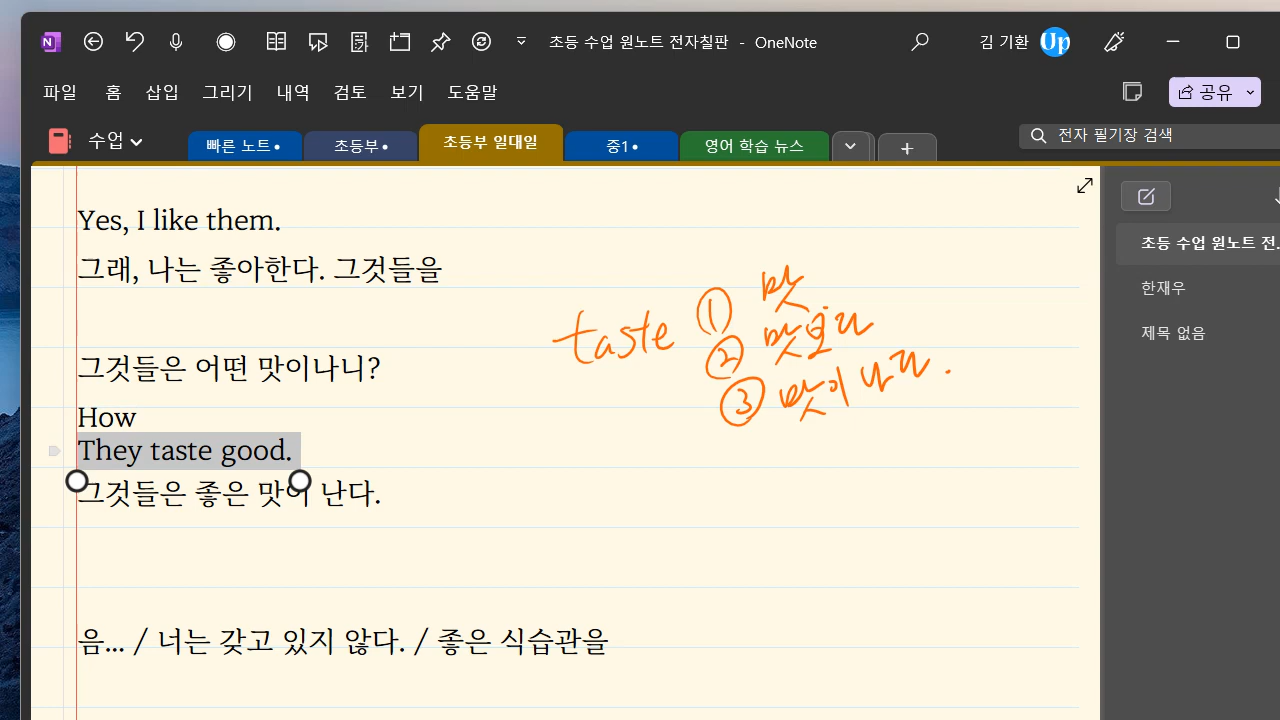 초등 수업 원노트 전자칠판 - OneNote
김 기환
Up
파일 홈 삽입 그리기 내역 검토 보기 도움말
공유
수업
빠른 노트
초등부
초등부 일대일
중1
영어 학습 뉴스
전자 필기장 검색
Yes, I like them.
그래, 나는 좋아한다. 그것들을
그것들은 어떤 맛이나니?
How
They taste good.
그것들은 좋은 맛이 난다.
음... / 너는 갖고 있지 않다. / 좋은 식습관을
taste ① 맛
② 맛보다
③ 맛이 나다.
초등 수업 원노트 전...
한재우
제목 없음